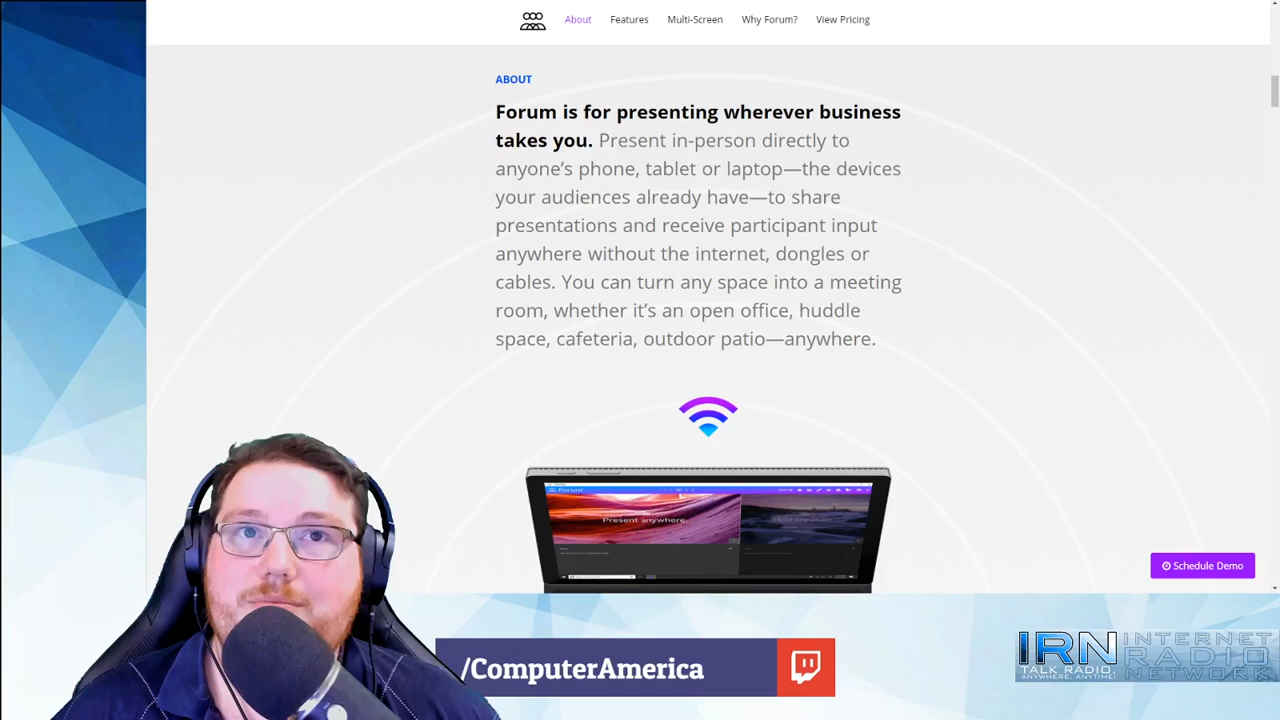 About
Features
Multi-Screen
Why Forum?
View Pricing
ABOUT
Forum is for presenting wherever business
takes you. Present in-person directly to
anyone’s phone, tablet or laptop—the devices
your audiences already have—to share
presentations and receive participant input
anywhere without the internet, dongles or
cables. You can turn any space into a meeting
room, whether it’s an open office, huddle
space, cafeteria, outdoor patio—anywhere.
Forum
Present anywhere.
Schedule Demo
/ComputerAmerica
IRN INTERNET
RADIO
NETWORK
TALK RADIO
ANYWHERE, ANYTIME!